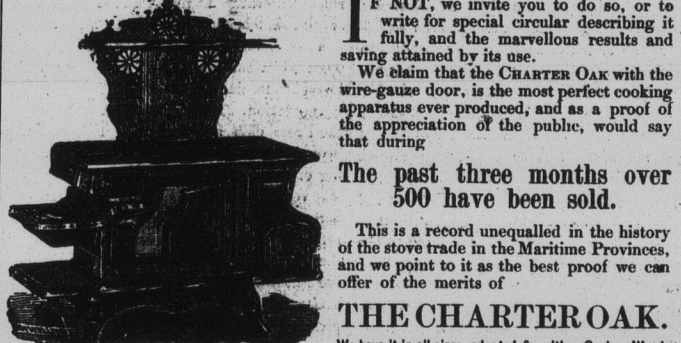 IF NOT, we invite you to do so, or to
write for special circular describing it
fully, and the marvellous results and
saving attained by its use.
We claim that the CHARTER OAK with the
wire-gauze door, is the most perfect cooking
apparatus ever produced, and as a proof of
the appreciation of the public, would say
that during
The past three months over
500 have been sold.
This is a record unequalled in the history
of the stove trade in the Maritime Provinces,
and we point to it as the best proof we can
offer of the merits of
THE CHARTER OAK.